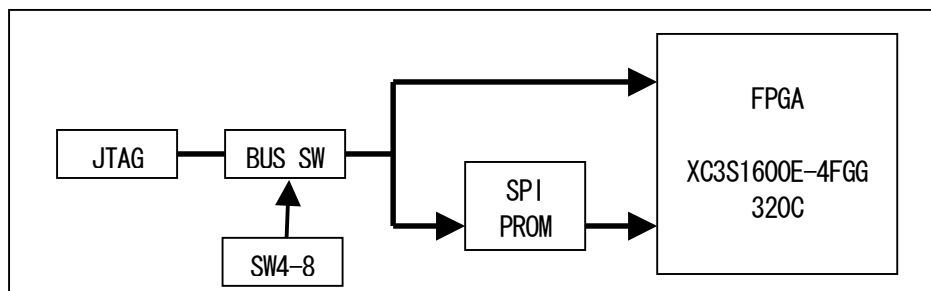 JTAG
BUS SW
SW4-8
SPI
PROM
FPGA
XC3S1600E-4FGG
320C